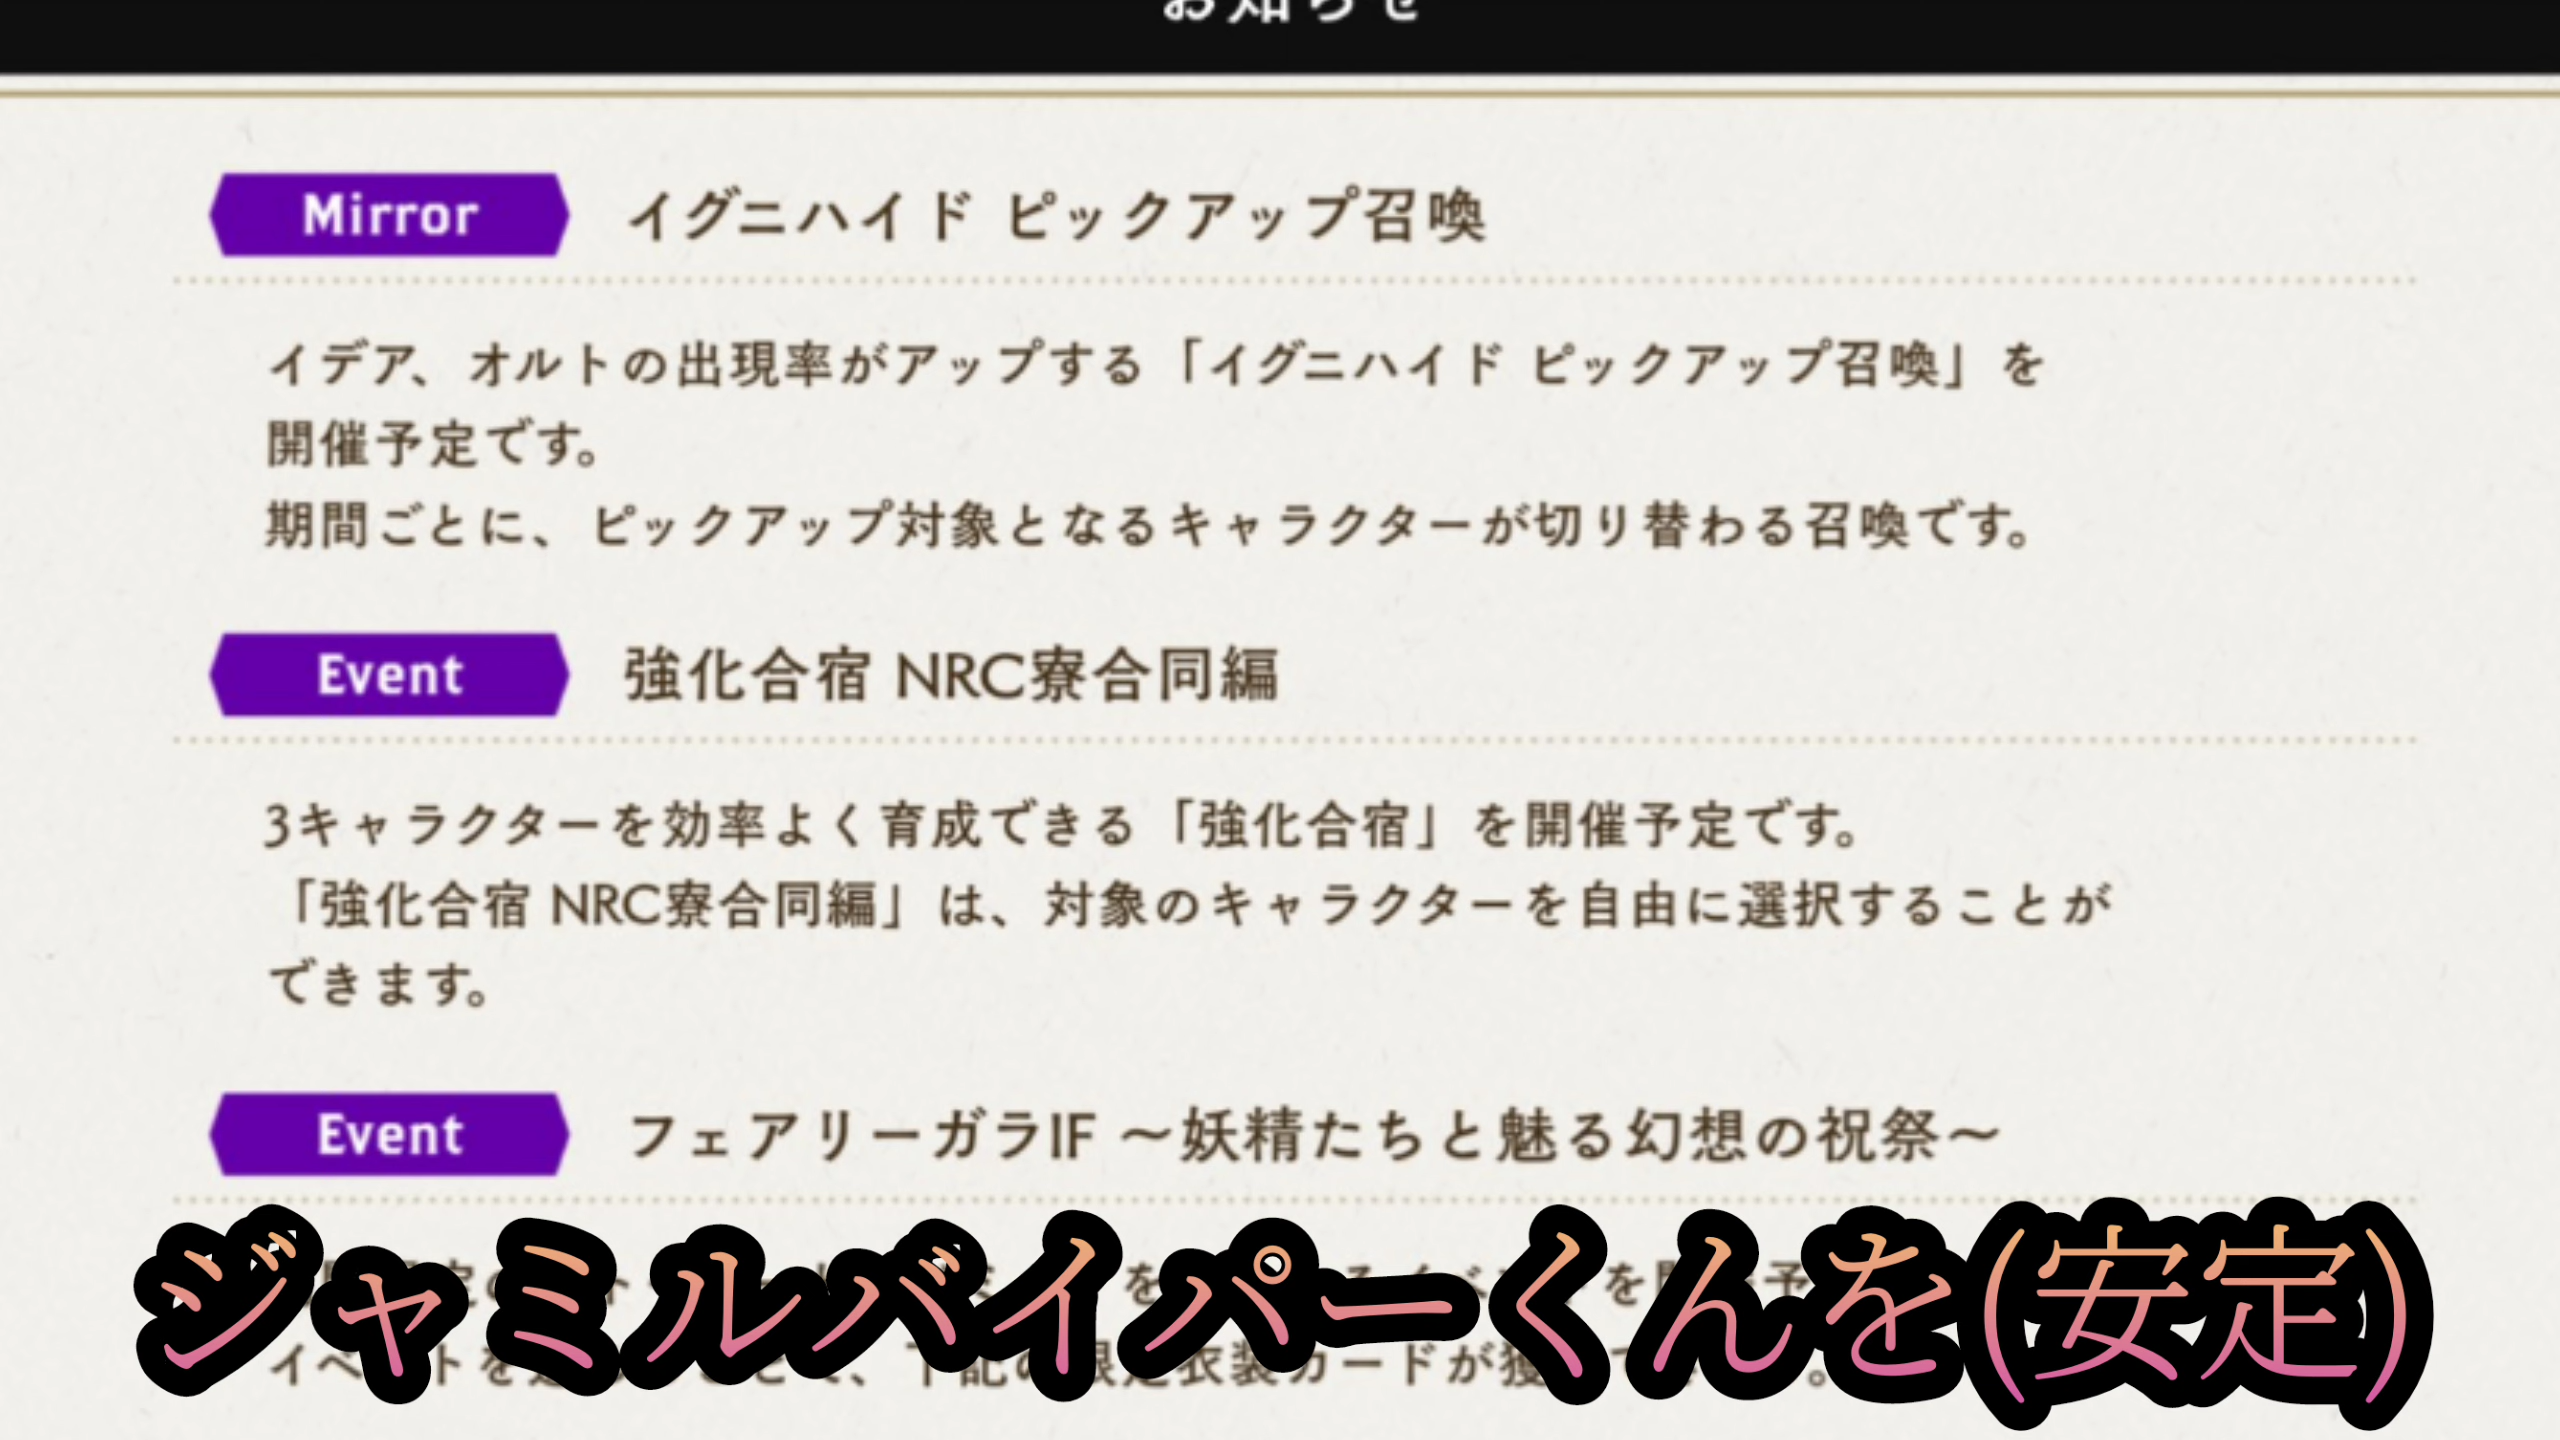 お知らせ
Mirror イグニハイド ピックアップ召喚
イデア、オルトの出現率がアップする「イグニハイド ピックアップ召喚」を
開催予定です。
期間ごとに、ピックアップ対象となるキャラクターが切り替わる召喚です。
Event 強化合宿 NRC寮合同編
3キャラクターを効率よく育成できる「強化合宿」を開催予定です。
「強化合宿 NRC寮合同編」は、対象のキャラクターを自由に選択することが
できます。
Event フェアリーガラIF ～妖精たちと魅る幻想の祝祭～
ジャミルバイパーくんを(安定)